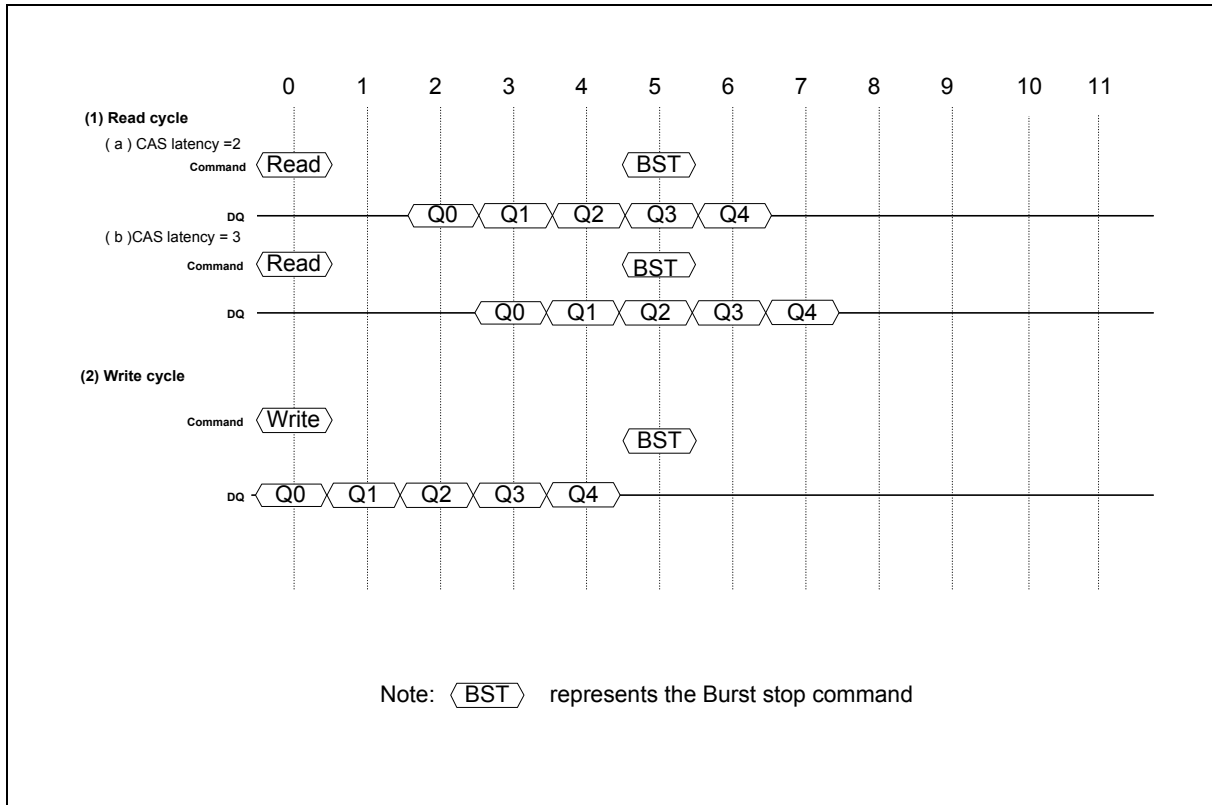 0 1 2 3 4 5 6 7 8 9 10 11
(1) Read cycle
( a ) CAS latency =2
Command Read BST
DQ Q0 Q1 Q2 Q3 Q4
( b )CAS latency = 3
Command Read BST
DQ Q0 Q1 Q2 Q3 Q4
(2) Write cycle
Command Write BST
DQ Q0 Q1 Q2 Q3 Q4
Note: BST represents the Burst stop command